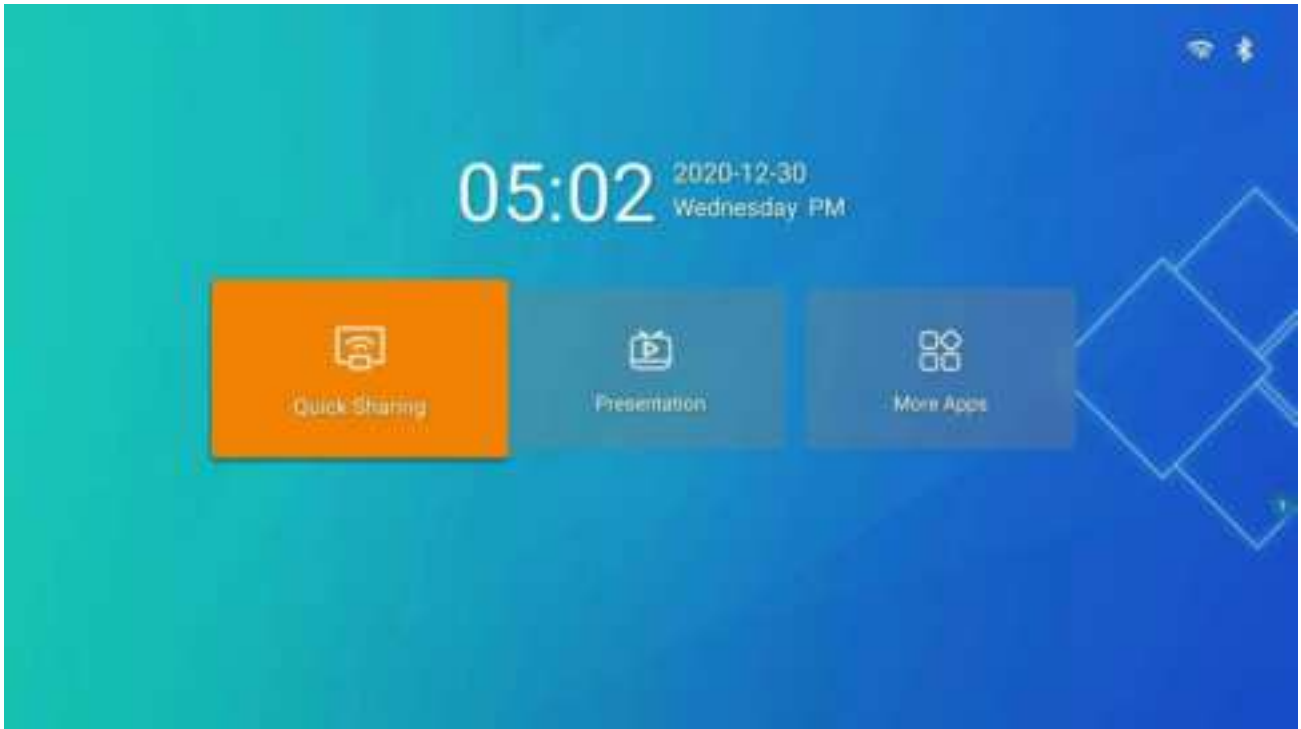 05:02
2020-12-30
Wednesday PM
Quick Sharing
Presentation
More Apps